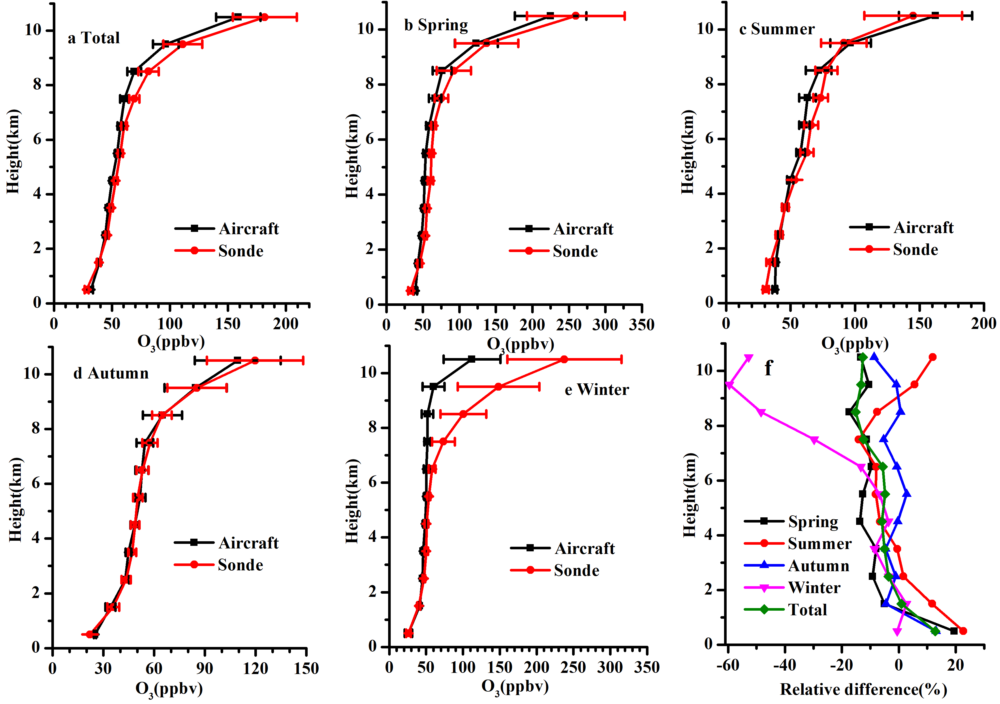 a Total
Height(km)
10
8
6
4
2
0
Aircraft
Sonde
0 50 100 150 200
O₃(ppbv)
b Spring
Height(km)
10
8
6
4
2
0
Aircraft
Sonde
0 50 100 150 200 250 300 350
O₃(ppbv)
c Summer
Height(km)
10
8
6
4
2
0
Aircraft
Sonde
0 50 100 150 200
O₃(ppbv)
d Autumn
Height(km)
10
8
6
4
2
0
Aircraft
Sonde
0 30 60 90 120 150
O₃(ppbv)
e Winter
Height(km)
10
8
6
4
2
0
Aircraft
Sonde
0 50 100 150 200 250 300 350
O₃(ppbv)
f
Height(km)
10
8
6
4
2
0
Spring
Summer
Autumn
Winter
Total
-60 -40 -20 0 20
Relative difference(%)